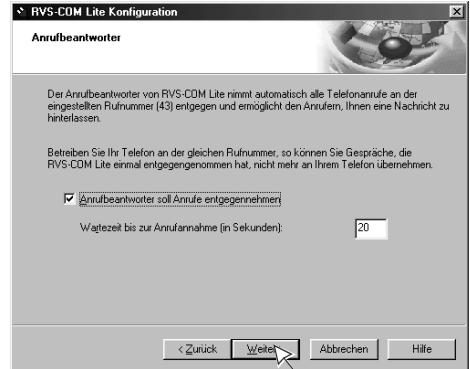 RVS-COM Lite Konfiguration
Anrufbeantworter
Der Anrufbeantworter von RVS-COM Lite nimmt automatisch alle Telefonanrufe an der
eingestellten Rufnummer (43) entgegen und ermöglicht den Anrufern, Ihnen eine Nachricht zu
hinterlassen.
Betreiben Sie Ihr Telefon an der gleichen Rufnummer, so können Sie Gespräche, die
RVS-COM Lite einmal entgegengenommen hat, nicht mehr an Ihrem Telefon übernehmen.
Anrufbeantworter soll Anrufe entgegennehmen
Wartezeit bis zur Anrufannahme (in Sekunden): 20
< Zurück Weiter Abbrechen Hilfe